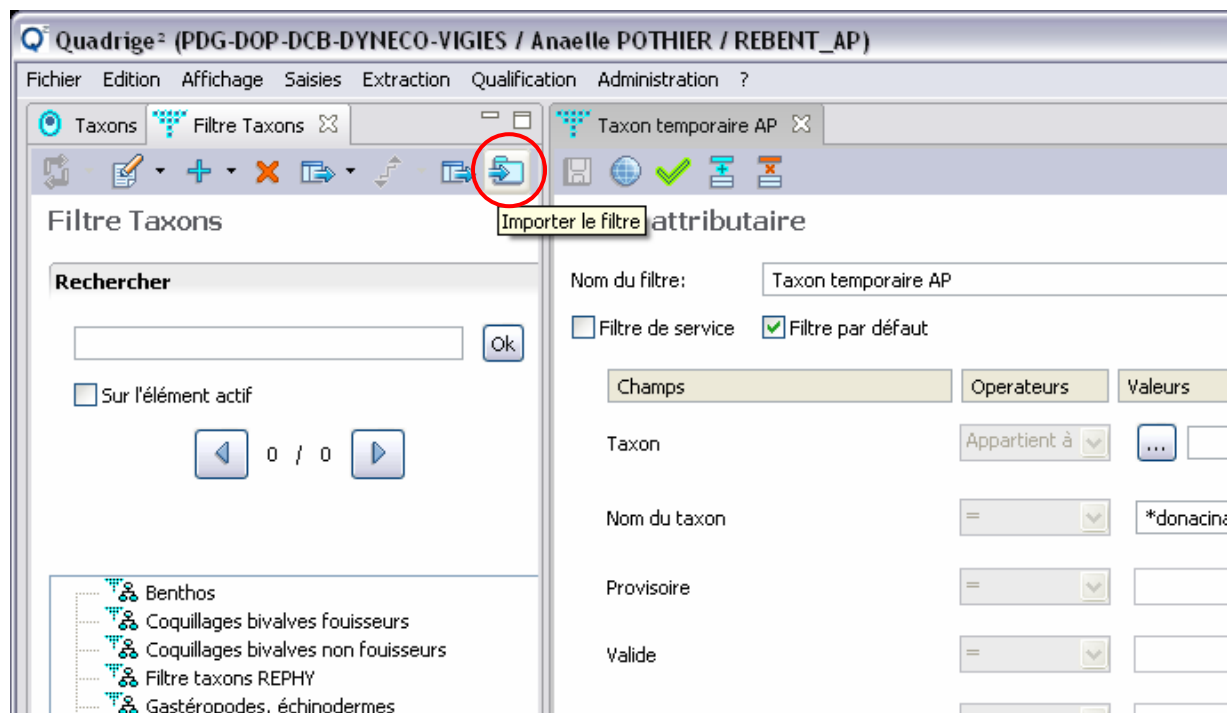 Quadrige² (PDG-DOP-DCB-DYNECO-VIGIES / Anaelle POTHIER / REBENT_AP)
Fichier Edition Affichage Saisies Extraction Qualification Administration ?
Taxons Filtre Taxons
Taxon temporaire AP
Importer le filtre
Filtre Taxons
attributaire
Rechercher
Ok
Sur l'élément actif
0 / 0
Benthos
Coquillages bivalves fouisseurs
Coquillages bivalves non fouisseurs
Filtre taxons REPHY
Gastéropodes, échinodermes
Nom du filtre: Taxon temporaire AP
Filtre de service Filtre par défaut
Champs Operateurs Valeurs
Taxon Appartient à ...
Nom du taxon = *donacina
Provisoire =
Valide =